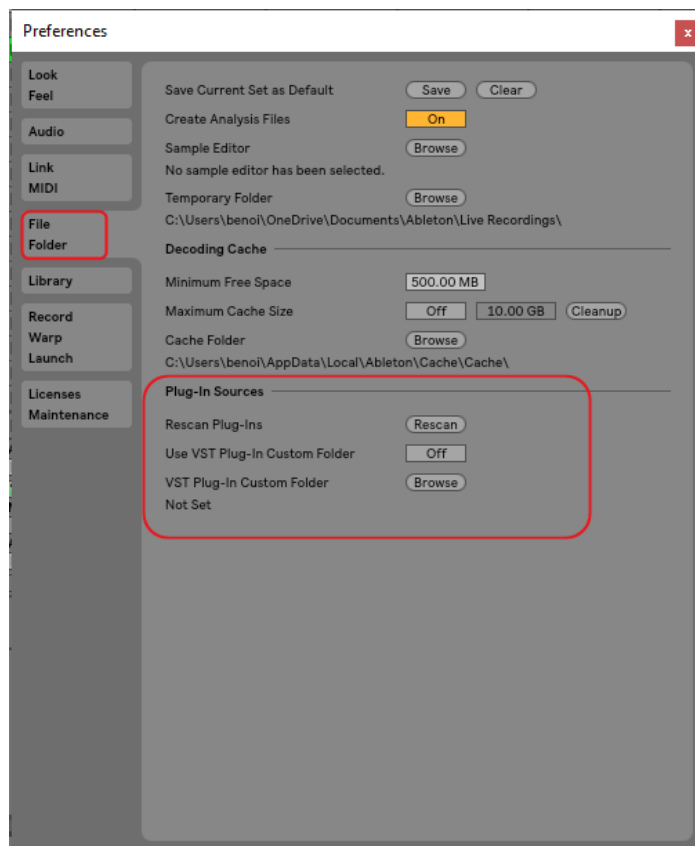 Preferences
x
Look
Feel
Audio
Link
MIDI
File
Folder
Library
Record
Warp
Launch
Licenses
Maintenance
Save Current Set as Default Save Clear
Create Analysis Files On
Sample Editor Browse
No sample editor has been selected.
Temporary Folder Browse
C:\Users\benoi\OneDrive\Documents\Ableton\Live Recordings\
Decoding Cache
Minimum Free Space 500.00 MB
Maximum Cache Size Off 10.00 GB Cleanup
Cache Folder Browse
C:\Users\benoi\AppData\Local\Ableton\Cache\Cache\
Plug-In Sources
Rescan Plug-Ins Rescan
Use VST Plug-In Custom Folder Off
VST Plug-In Custom Folder Browse
Not Set